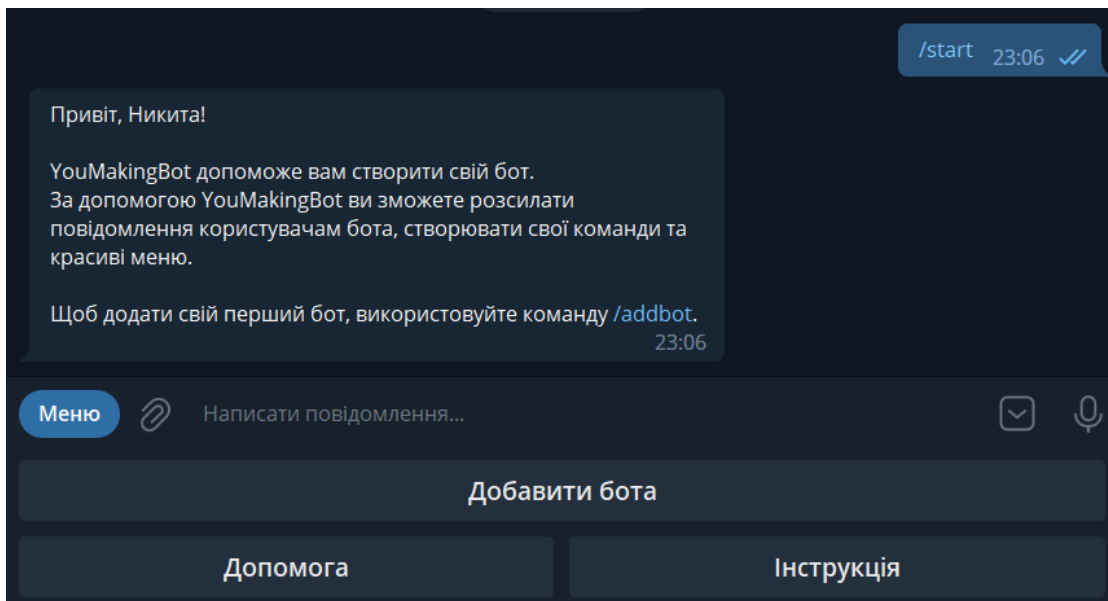 /start 23:06
Привіт, Никита!
YouMakingBot допоможе вам створити свій бот.
За допомогою YouMakingBot ви зможете розсилати
повідомлення користувачам бота, створювати свої команди та
красиві меню.
Щоб додати свій перший бот, використовуйте команду /addbot.
23:06
Меню Написати повідомлення...
Добавити бота
Допомога Інструкція